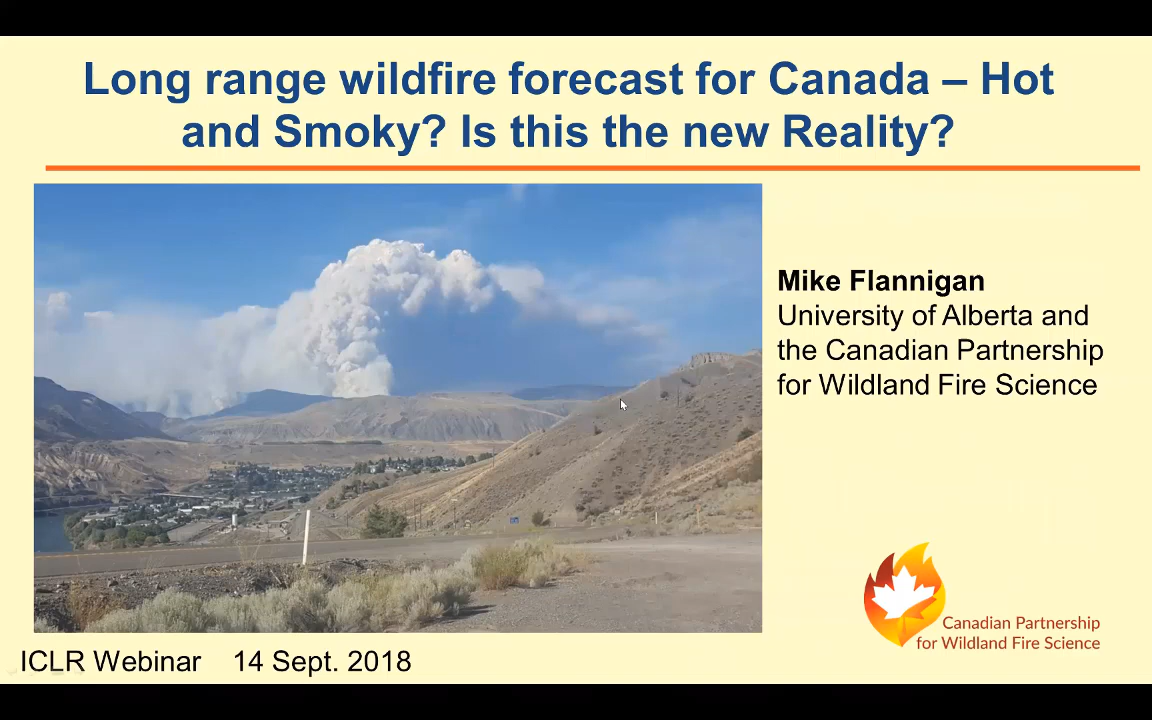 Long range wildfire forecast for Canada – Hot
and Smoky? Is this the new Reality?
Mike Flannigan
University of Alberta and
the Canadian Partnership
for Wildland Fire Science
Canadian Partnership
for Wildland Fire Science
ICLR Webinar 14 Sept. 2018